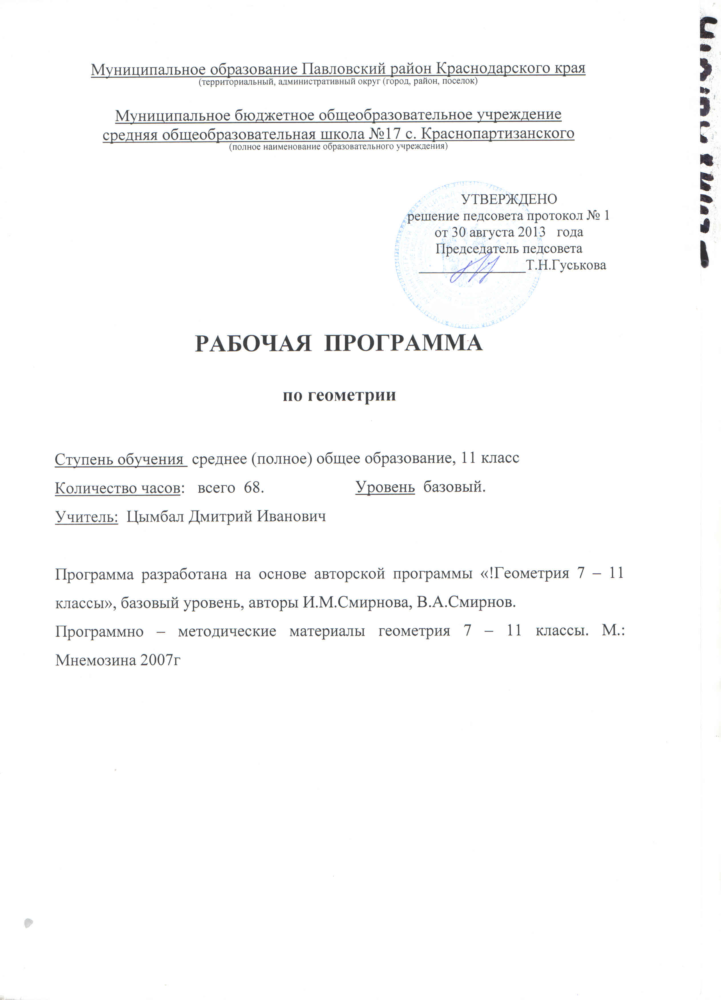 Муниципальное образование Павловский район Краснодарского края
(территориальный, административный округ (город, район, поселок)
Муниципальное бюджетное общеобразовательное учреждение
средняя общеобразовательная школа №17 с. Краснопартизанского
(полное наименование образовательного учреждения)
УТВЕРЖДЕНО
решение педсовета протокол № 1
от 30 августа 2013 года
Председатель педсовета
Т.Н.Гуськова
РАБОЧАЯ ПРОГРАММА
по геометрии
Ступень обучения среднее (полное) общее образование, 11 класс
Количество часов: всего 68. Уровень базовый.
Учитель: Цымбал Дмитрий Иванович
Программа разработана на основе авторской программы «!Геометрия 7 – 11
классы», базовый уровень, авторы И.М.Смирнова, В.А.Смирнов.
Программно – методические материалы геометрия 7 – 11 классы. М.:
Мнемозина 2007г